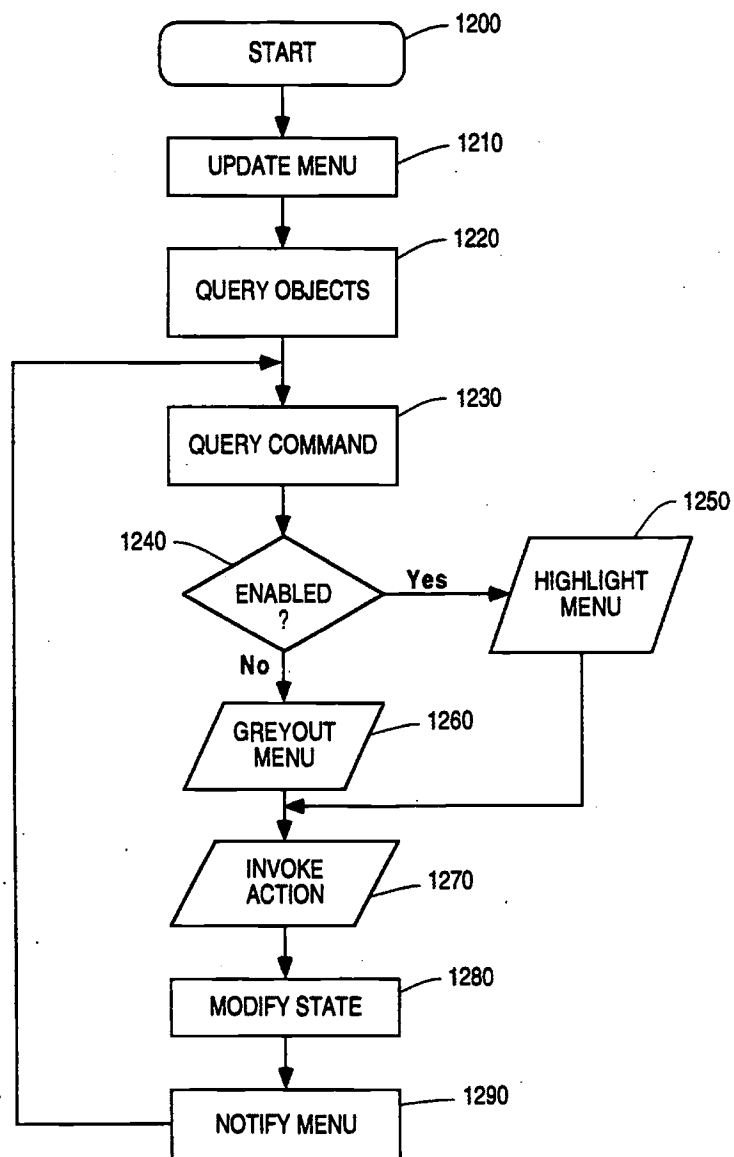 START
1200
UPDATE MENU
1210
QUERY OBJECTS
1220
QUERY COMMAND
1230
1240
ENABLED
?
Yes
No
HIGHLIGHT
MENU
1250
GREYOUT
MENU
1260
INVOKE
ACTION
1270
MODIFY STATE
1280
NOTIFY MENU
1290